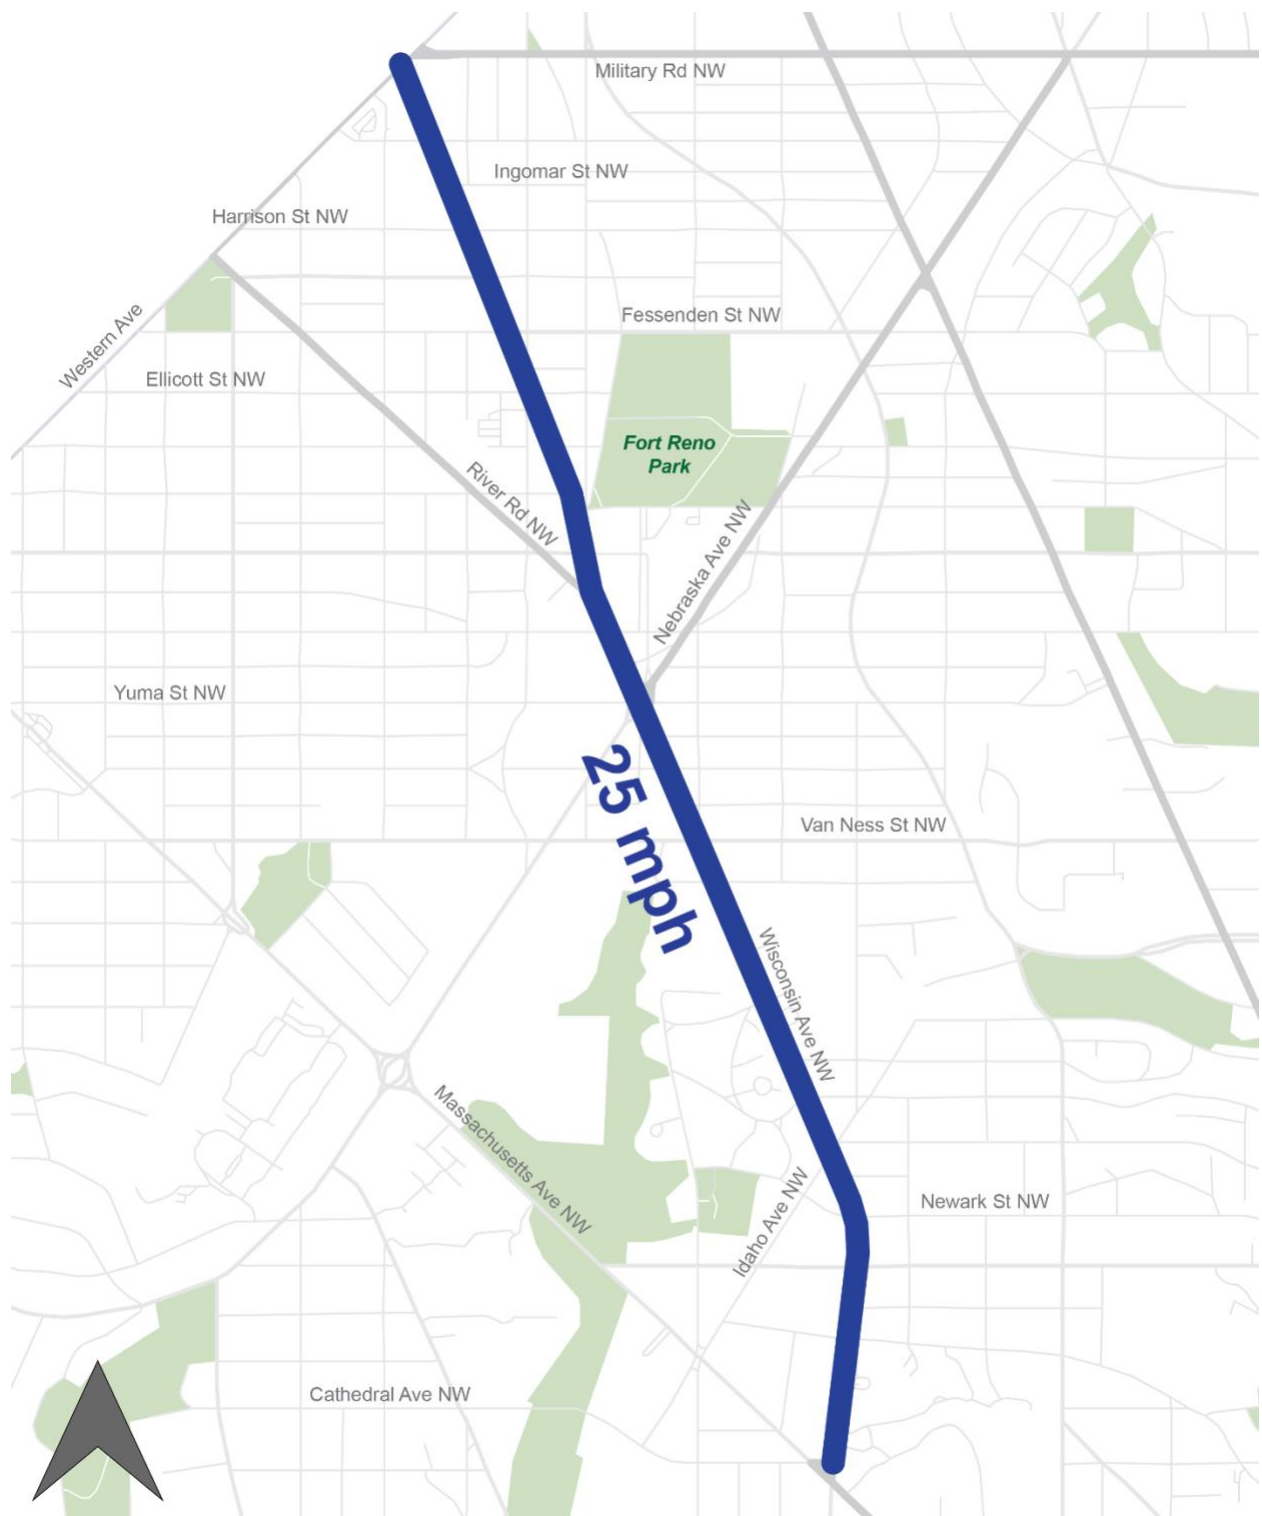 Military Rd NW
Ingomar St NW
Harrison St NW
Western Ave
Fessenden St NW
Ellicott St NW
Fort Reno
Park
River Rd NW
Nebraska Ave NW
Yuma St NW
25 mph
Van Ness St NW
Wisconsin Ave NW
Massachusetts Ave NW
Idaho Ave NW
Newark St NW
Cathedral Ave NW